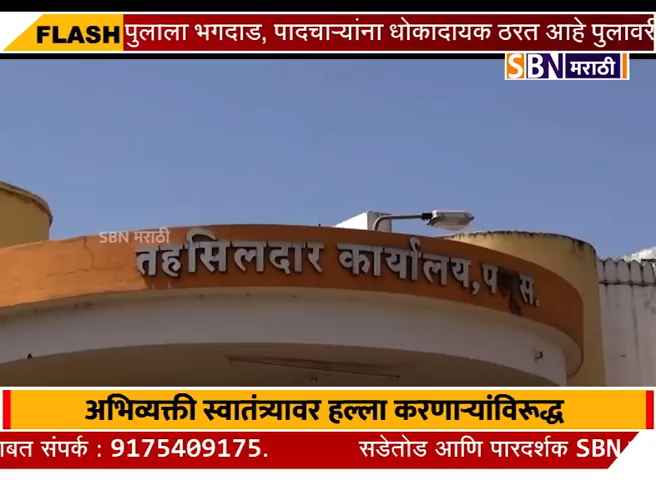 FLASH पुलाला भगदाड, पादचाऱ्यांना धोकादायक ठरत आहे पुलावरी
SBN मराठी
SBN मराठी
तहसिलदार कार्यालय,
अभिव्यक्ती स्वातंत्र्यावर हल्ला करणाऱ्यांविरूद्ध
बाबत संपर्क : 9175409175. सडेतोड आणि पारदर्शक SBN